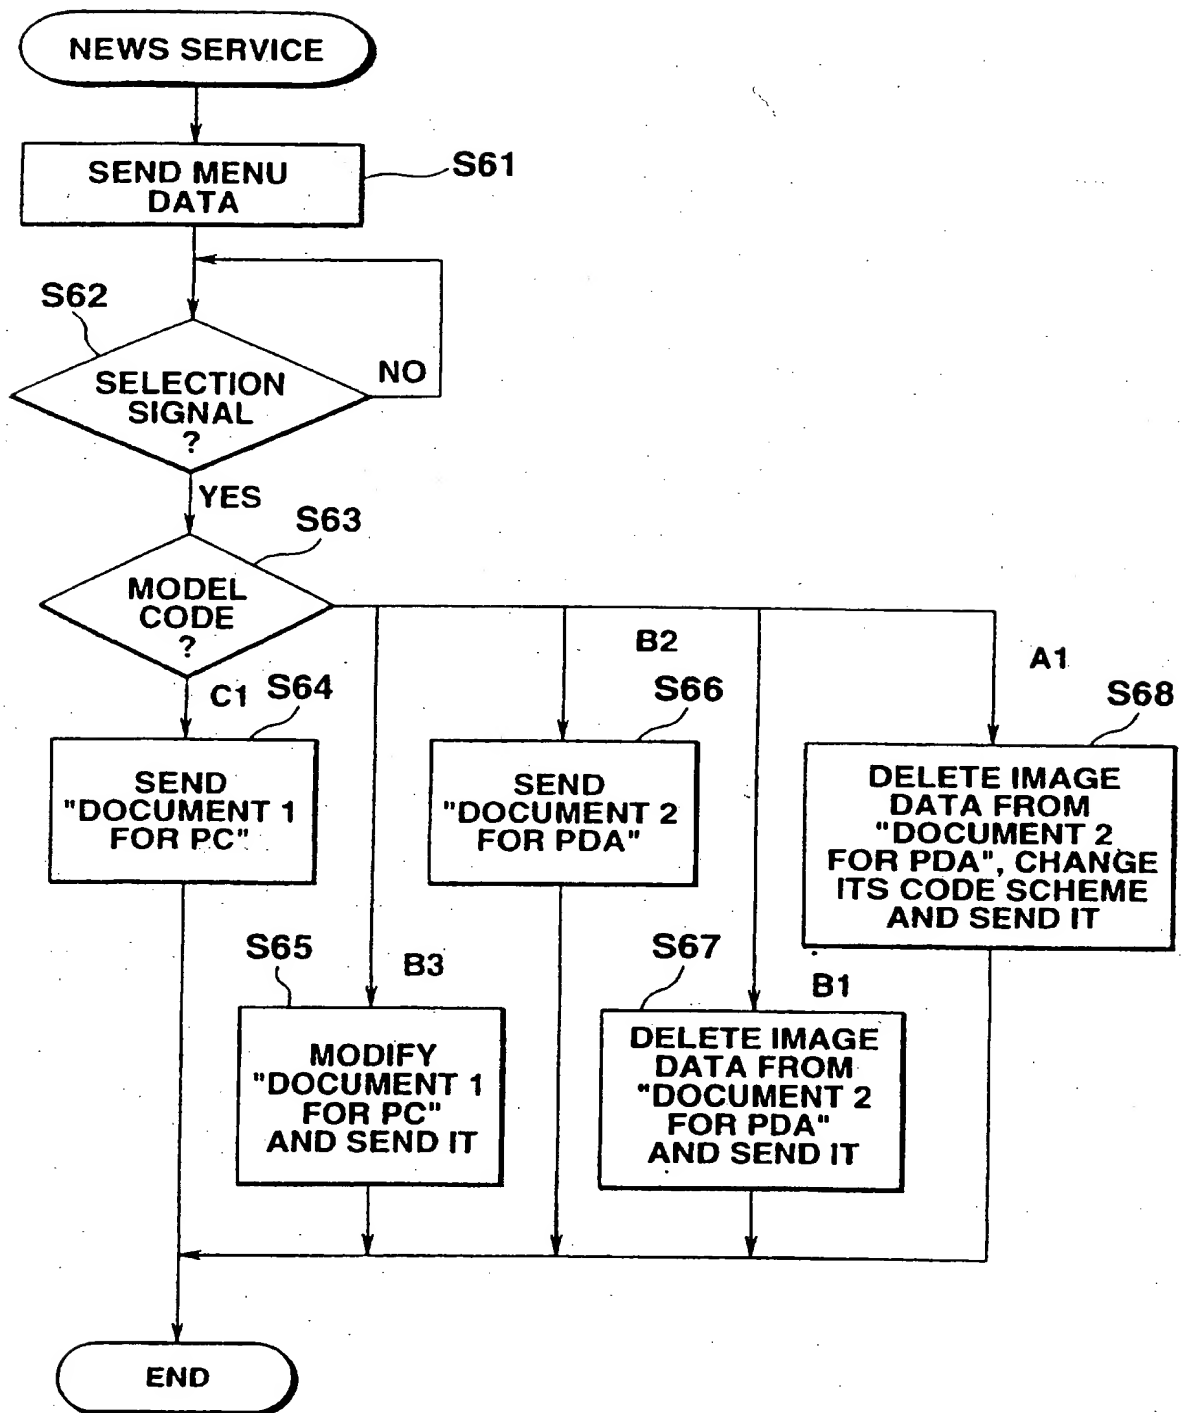 NEWS SERVICE
SEND MENU
DATA
S61
S62
SELECTION
SIGNAL
?
NO
YES
S63
MODEL
CODE
?
C1
S64
SEND
"DOCUMENT 1
FOR PC"
B3
S65
MODIFY
"DOCUMENT 1
FOR PC"
AND SEND IT
B2
S66
SEND
"DOCUMENT 2
FOR PDA"
B1
S67
DELETE IMAGE
DATA FROM
"DOCUMENT 2
FOR PDA"
AND SEND IT
A1
S68
DELETE IMAGE
DATA FROM
"DOCUMENT 2
FOR PDA", CHANGE
ITS CODE SCHEME
AND SEND IT
END